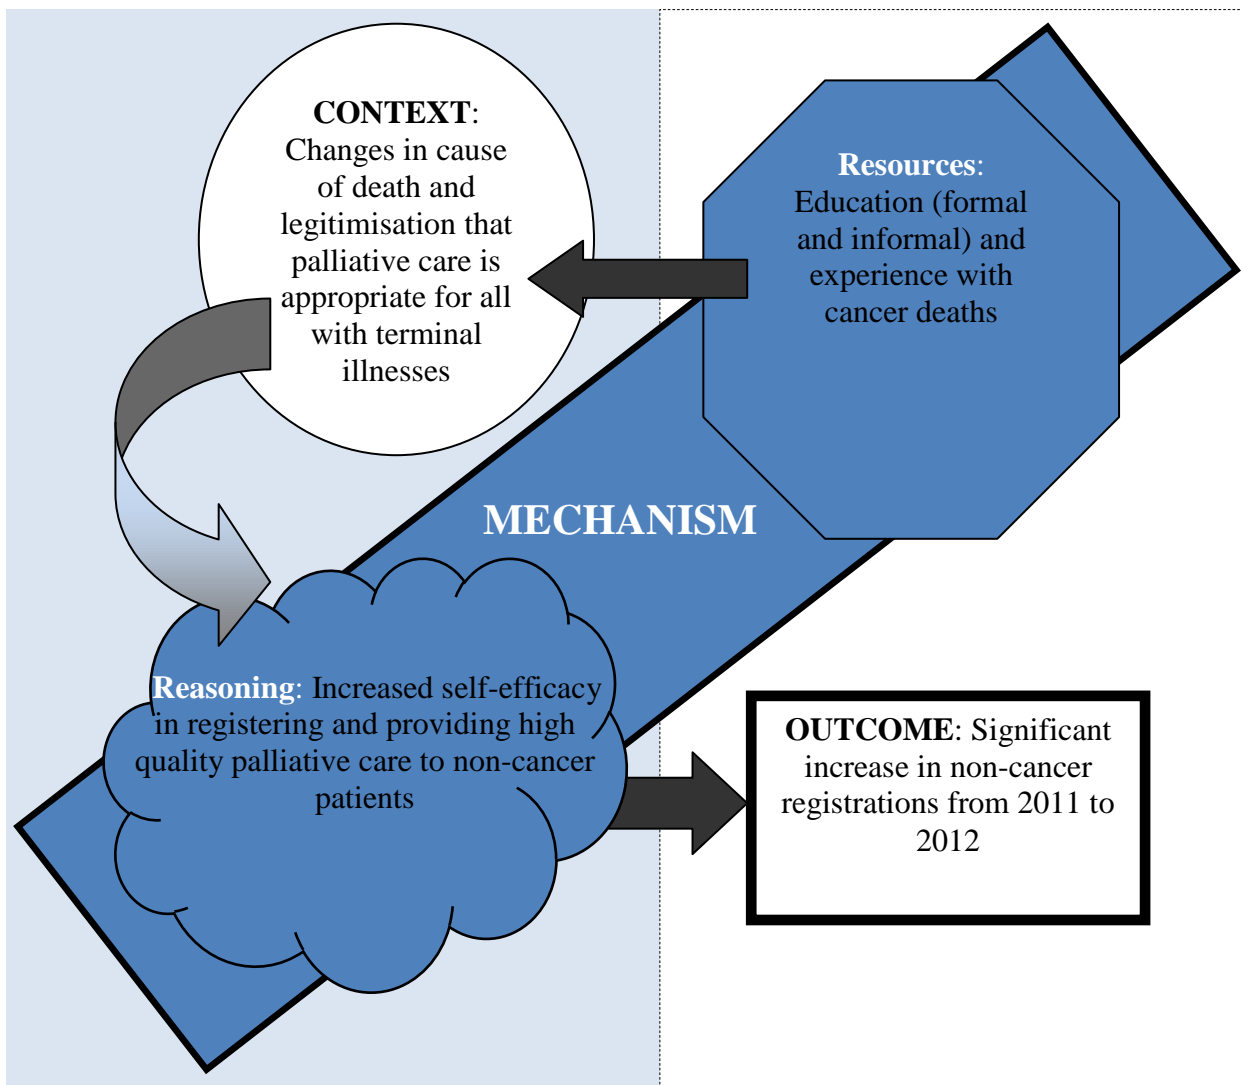 CONTEXT:
Changes in cause
of death and
legitimisation that
palliative care is
appropriate for all
with terminal
illnesses
Resources:
Education (formal
and informal) and
experience with
cancer deaths
MECHANISM
Reasoning: Increased self-efficacy
in registering and providing high
quality palliative care to non-cancer
patients
OUTCOME: Significant
increase in non-cancer
registrations from 2011 to
2012